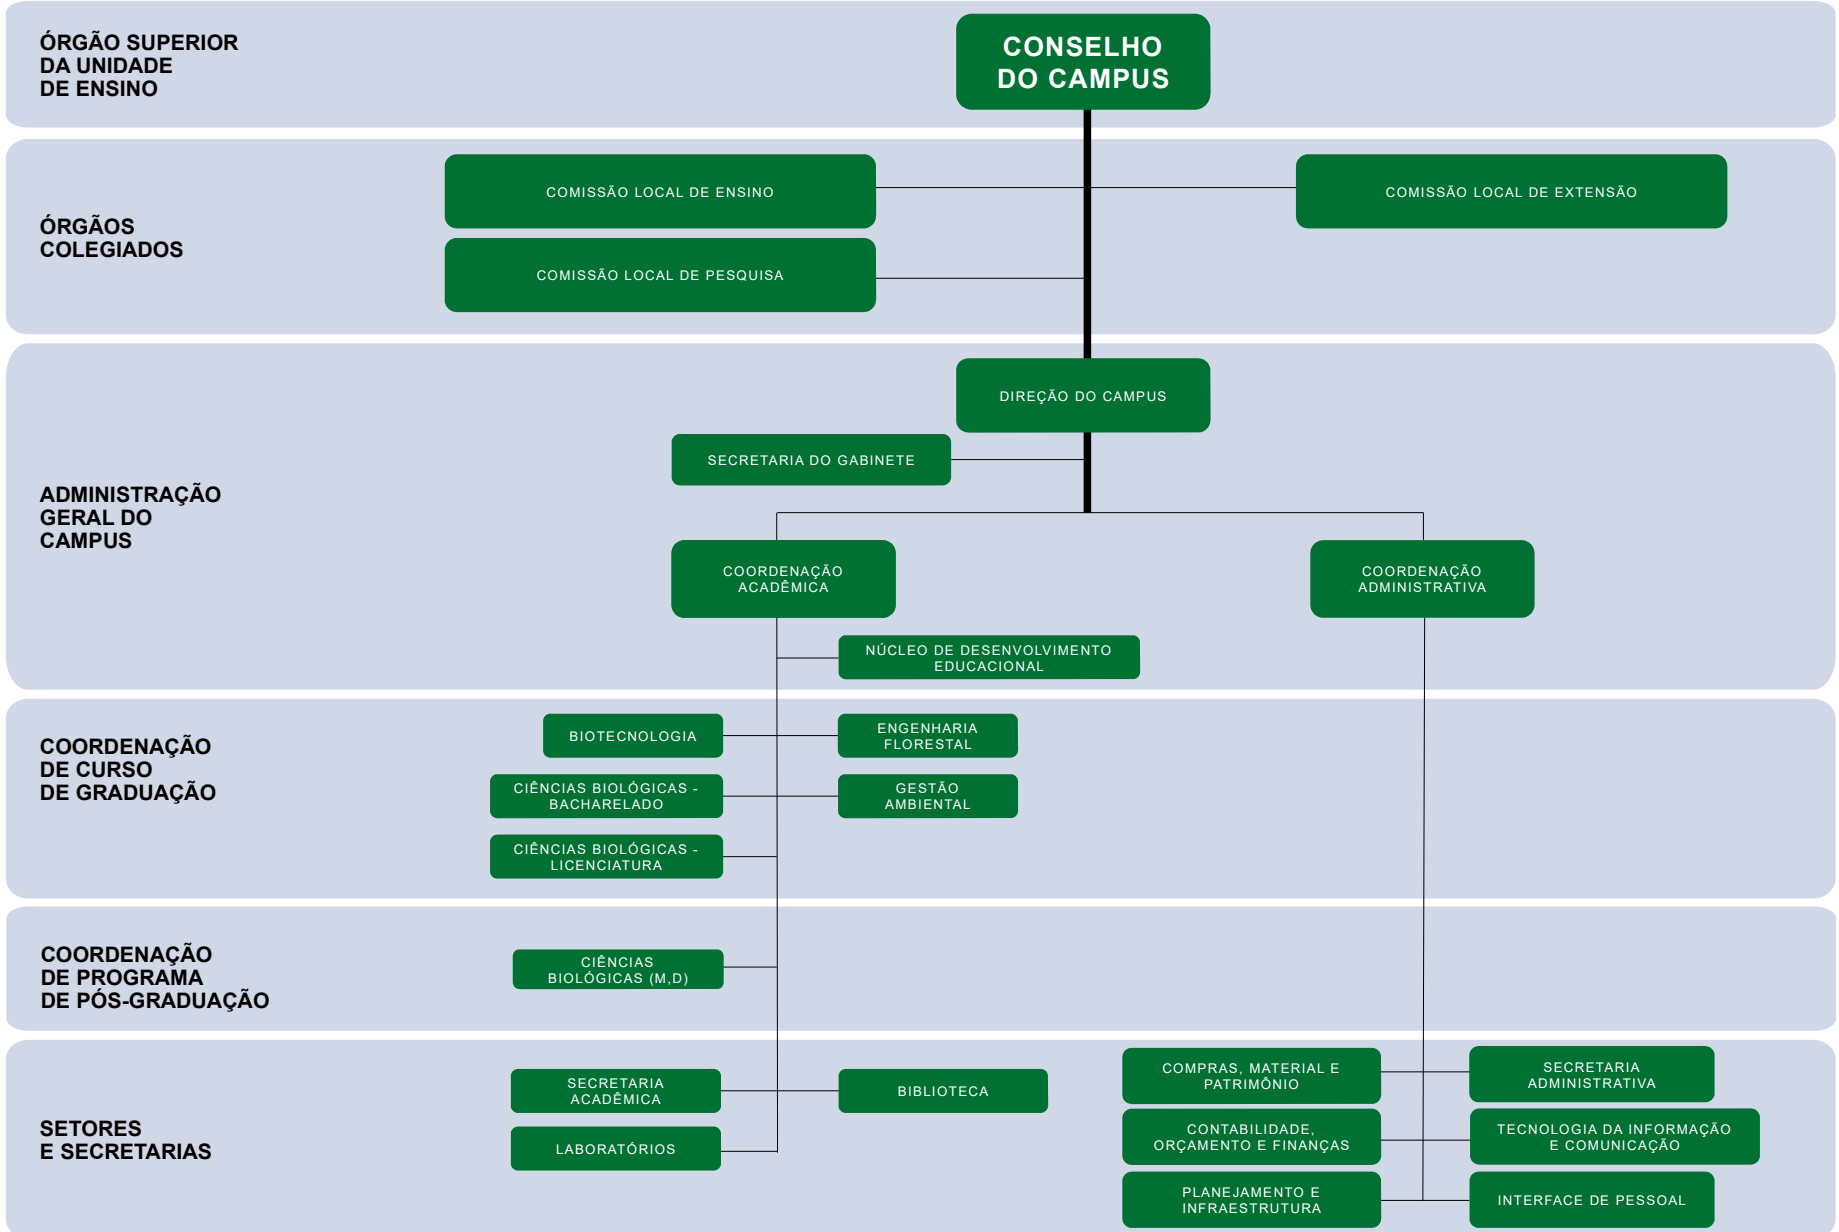 ÓRGÃO SUPERIOR
DA UNIDADE
DE ENSINO
CONSELHO
DO CAMPUS
ÓRGÃOS
COLEGIADOS
COMISSÃO LOCAL DE ENSINO
COMISSÃO LOCAL DE EXTENSÃO
COMISSÃO LOCAL DE PESQUISA
ADMINISTRAÇÃO
GERAL DO
CAMPUS
DIREÇÃO DO CAMPUS
SECRETARIA DO GABINETE
COORDENAÇÃO
ACADÊMICA
COORDENAÇÃO
ADMINISTRATIVA
NÚCLEO DE DESENVOLVIMENTO
EDUCACIONAL
COORDENAÇÃO
DE CURSO
DE GRADUAÇÃO
BIOTECNOLOGIA
ENGENHARIA
FLORESTAL
CIÊNCIAS BIOLÓGICAS -
BACHARELADO
GESTÃO
AMBIENTAL
CIÊNCIAS BIOLÓGICAS -
LICENCIATURA
COORDENAÇÃO
DE PROGRAMA
DE PÓS-GRADUAÇÃO
CIÊNCIAS
BIOLÓGICAS (M,D)
SETORES
E SECRETARIAS
SECRETARIA
ACADÊMICA
BIBLIOTECA
LABORATÓRIOS
COMPRAS, MATERIAL E
PATRIMÔNIO
SECRETARIA
ADMINISTRATIVA
CONTABILIDADE,
ORÇAMENTO E FINANÇAS
TECNOLOGIA DA INFORMAÇÃO
E COMUNICAÇÃO
PLANEJAMENTO E
INFRAESTRUTURA
INTERFACE DE PESSOAL